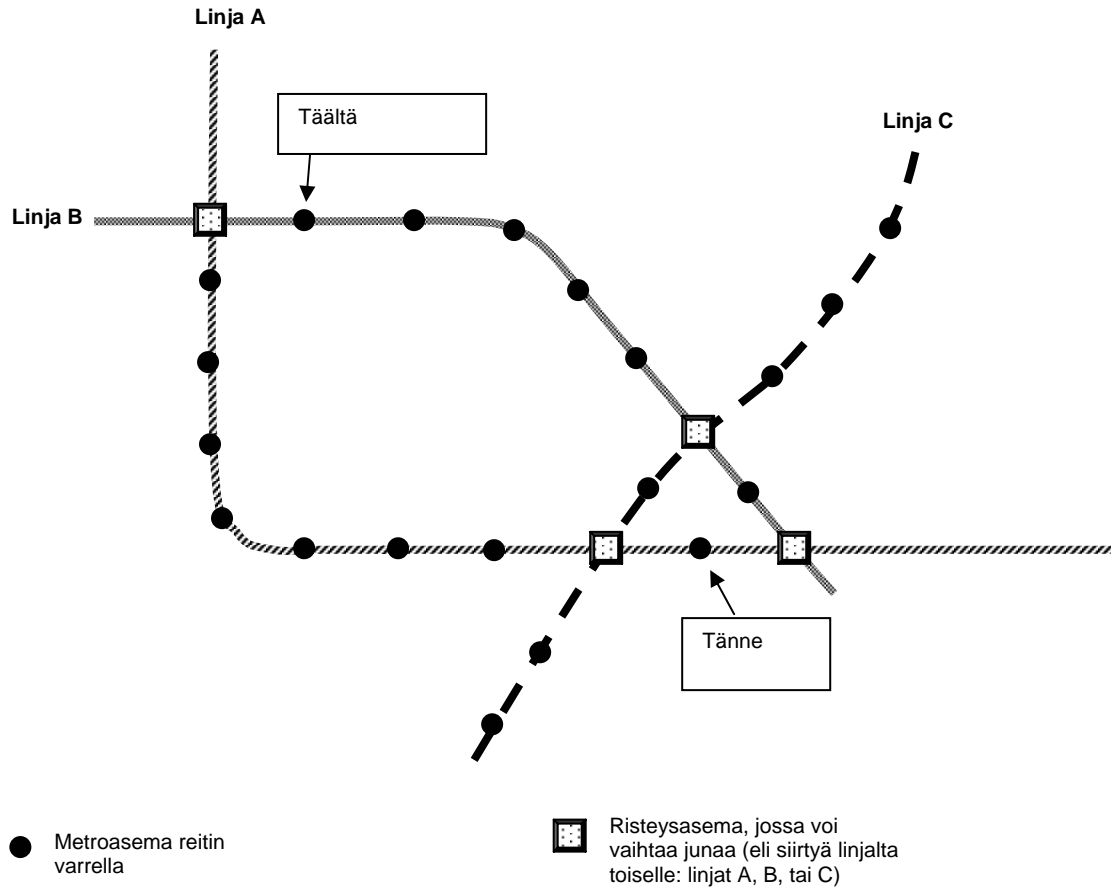 Linja A
Täältä
Linja C
Linja B
Tänne
Metroasema reitin
varrella
Risteysasema, jossa voi
vaihtaa junaa (eli siirtyä linjalta
toiselle: linjat A, B, tai C)